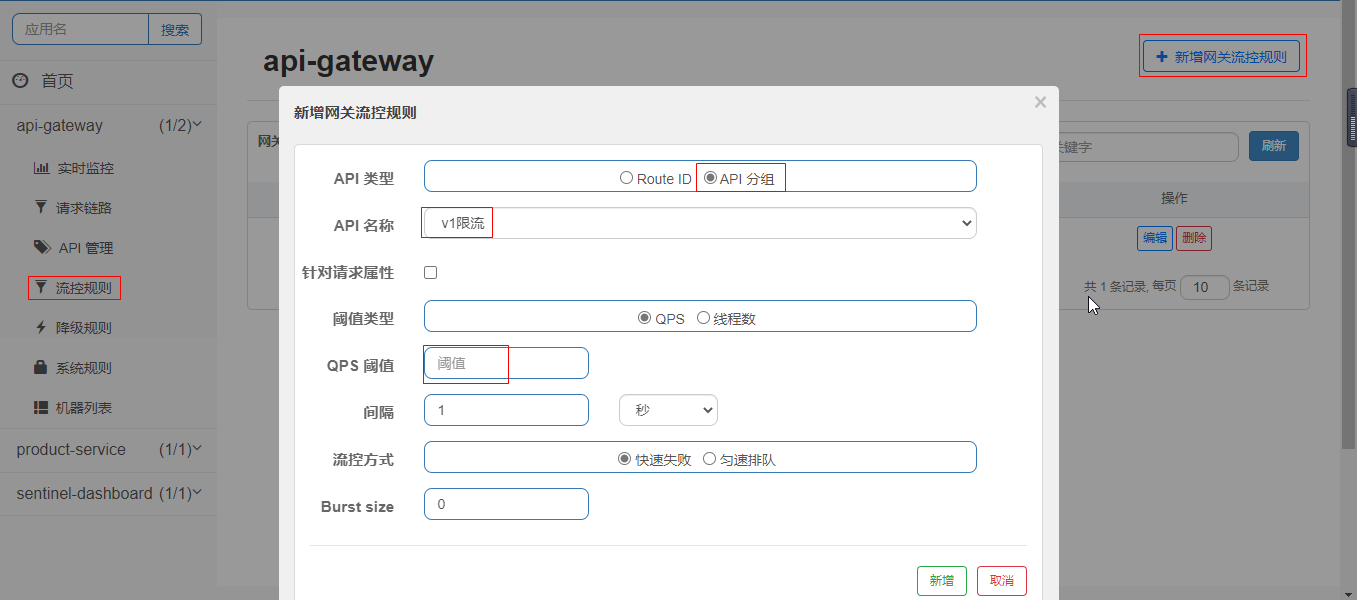 应用名
搜索
首页
api-gateway (1/2)
实时监控
请求链路
API 管理
流控规则
降级规则
系统规则
机器列表
product-service (1/1)
sentinel-dashboard (1/1)
api-gateway
新增网关流控规则
网关
键字
刷新
操作
编辑 删除
共 1 条记录, 每页 10 条记录
新增网关流控规则 ×
API 类型 Route ID API 分组
API 名称 v1限流
针对请求属性
阈值类型 QPS 线程数
QPS 阈值 阈值
间隔 1 秒
流控方式 快速失败 匀速排队
Burst size 0
新增 取消